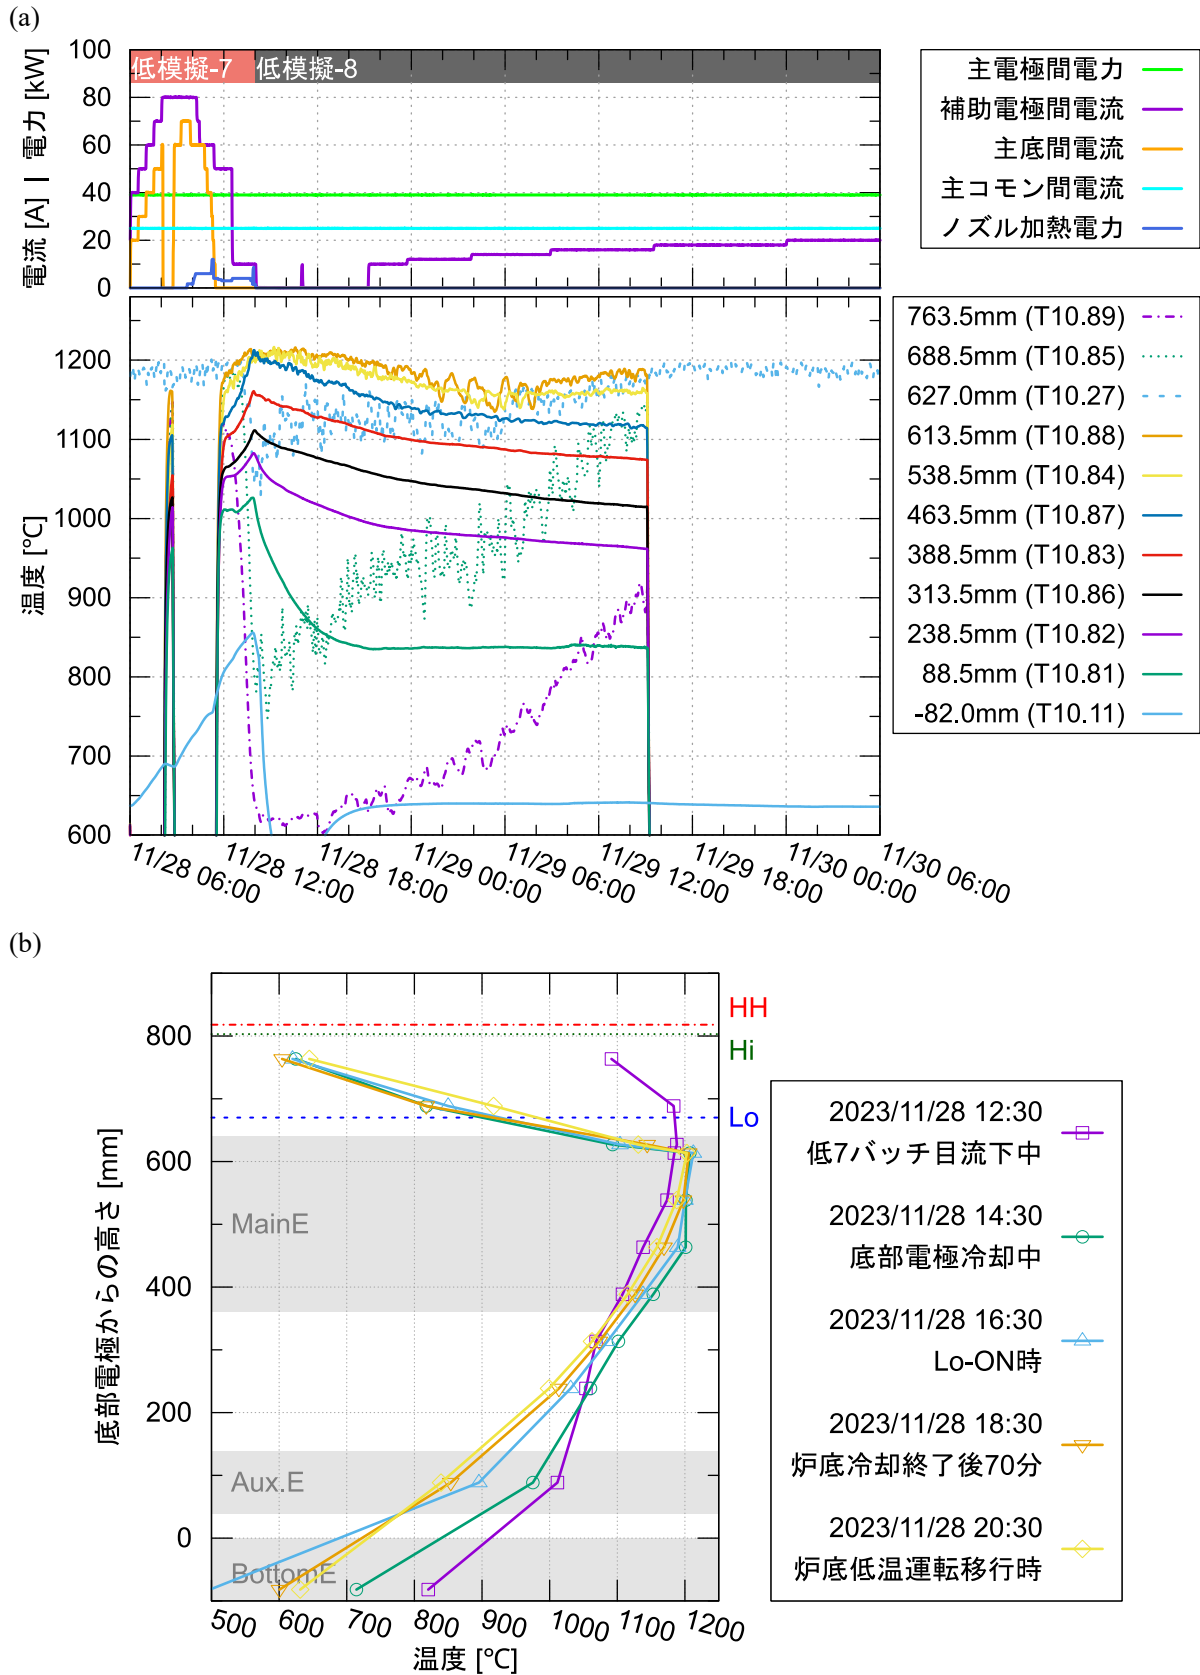 (a)
100
80
60
40
20
0
電流 [A] | 電力 [kW]
低模擬-7
低模擬-8
主電極間電力
補助電極間電流
主底間電流
主コモン間電流
ノズル加熱電力
1200
1100
1000
900
800
700
600
温度 [℃]
763.5mm (T10.89)
688.5mm (T10.85)
627.0mm (T10.27)
613.5mm (T10.88)
538.5mm (T10.84)
463.5mm (T10.87)
388.5mm (T10.83)
313.5mm (T10.86)
238.5mm (T10.82)
88.5mm (T10.81)
-82.0mm (T10.11)
11/28 06:00
11/28 12:00
11/28 18:00
11/29 00:00
11/29 06:00
11/29 12:00
11/29 18:00
11/30 00:00
11/30 06:00
(b)
HH
Hi
Lo
800
600
400
200
0
底部電極からの高さ [mm]
MainE
Aux.E
BottomE
500
600
700
800
900
1000
1100
1200
温度 [℃]
2023/11/28 12:30
低7バッチ目流下中
2023/11/28 14:30
底部電極冷却中
2023/11/28 16:30
Lo-ON時
2023/11/28 18:30
炉底冷却終了後70分
2023/11/28 20:30
炉底低温運転移行時